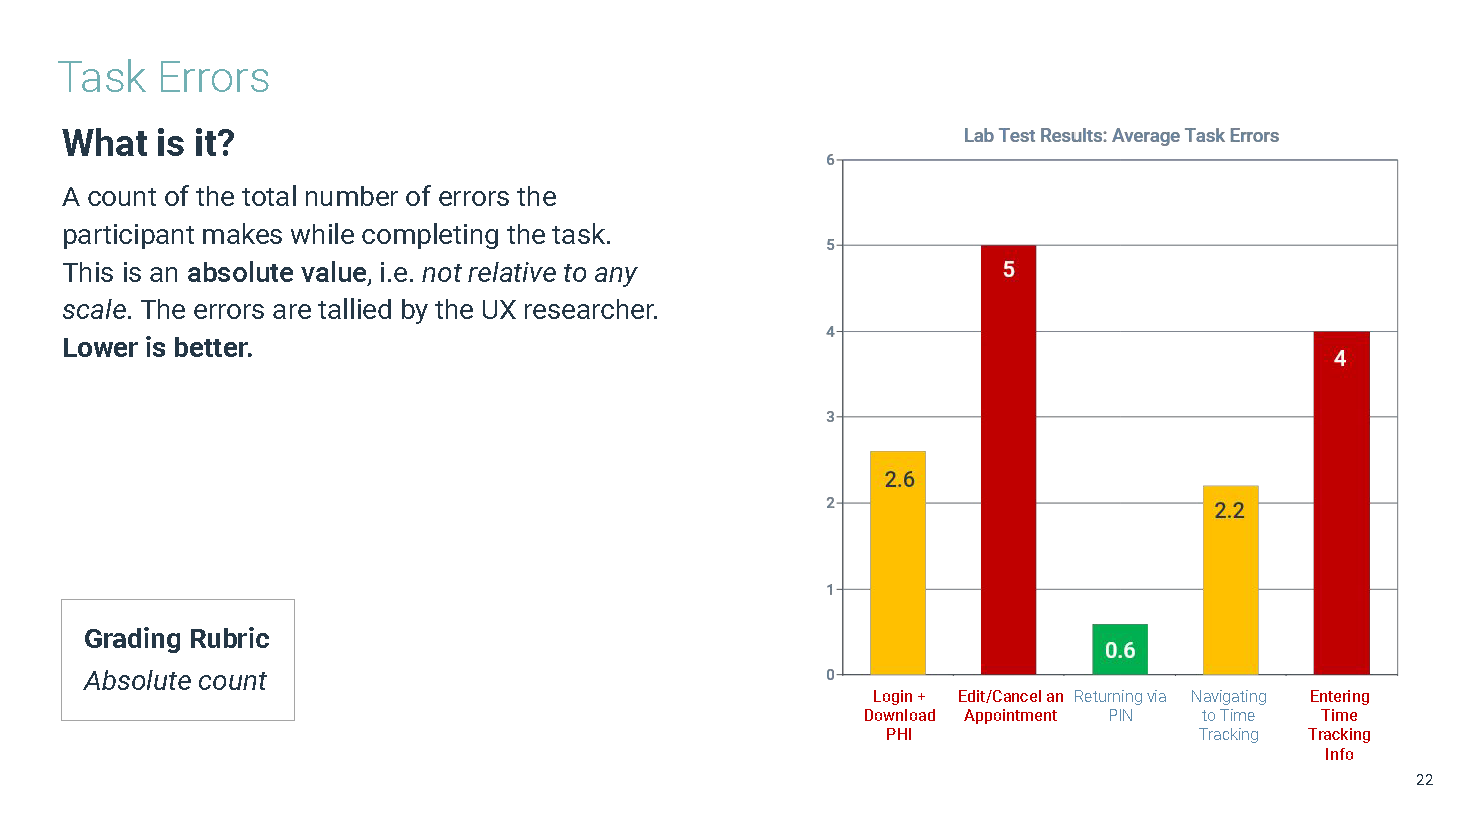 Task Errors
What is it?
A count of the total number of errors the
participant makes while completing the task.
This is an absolute value, i.e. not relative to any
scale. The errors are tallied by the UX researcher.
Lower is better.
Grading Rubric
Absolute count
Lab Test Results: Average Task Errors
6
5
4
3
2
1
0
2.6
5
0.6
2.2
4
Login +
Download
PHI
Edit/Cancel an
Appointment
Returning via
PIN
Navigating
to Time
Tracking
Entering
Time
Tracking
Info
22